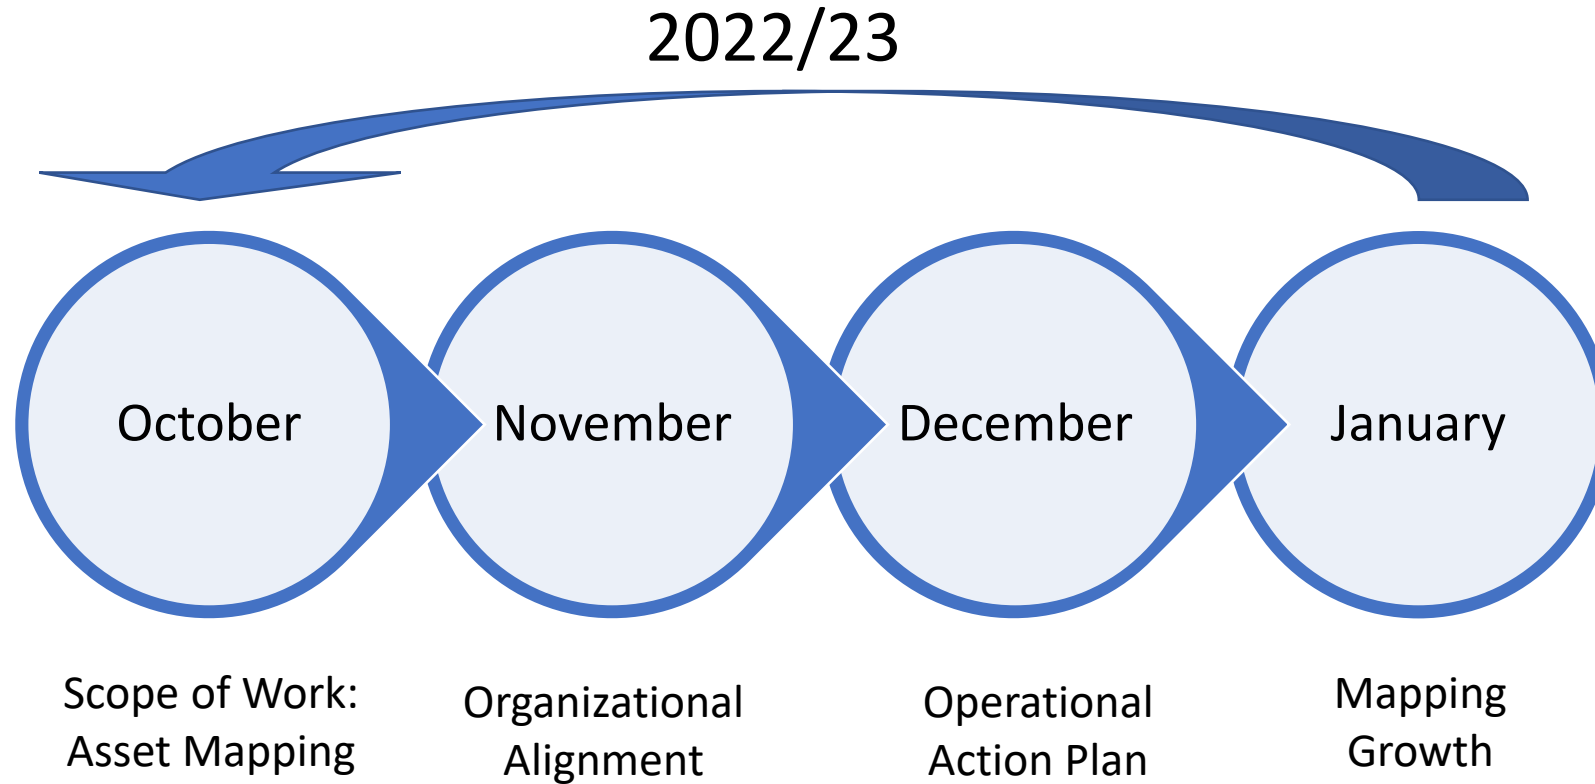 2022/23
October
November
December
January
Scope of Work:
Asset Mapping
Organizational
Alignment
Operational
Action Plan
Mapping
Growth